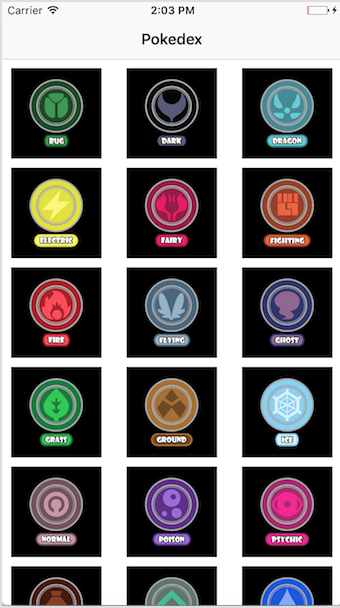 Carrier 2:03 PM
Pokedex
BUG DARK DRAGON
ELECTRIC FAIRY FIGHTING
FIRE FLYING GHOST
GRASS GROUND ICE
NORMAL POISON PSYCHIC